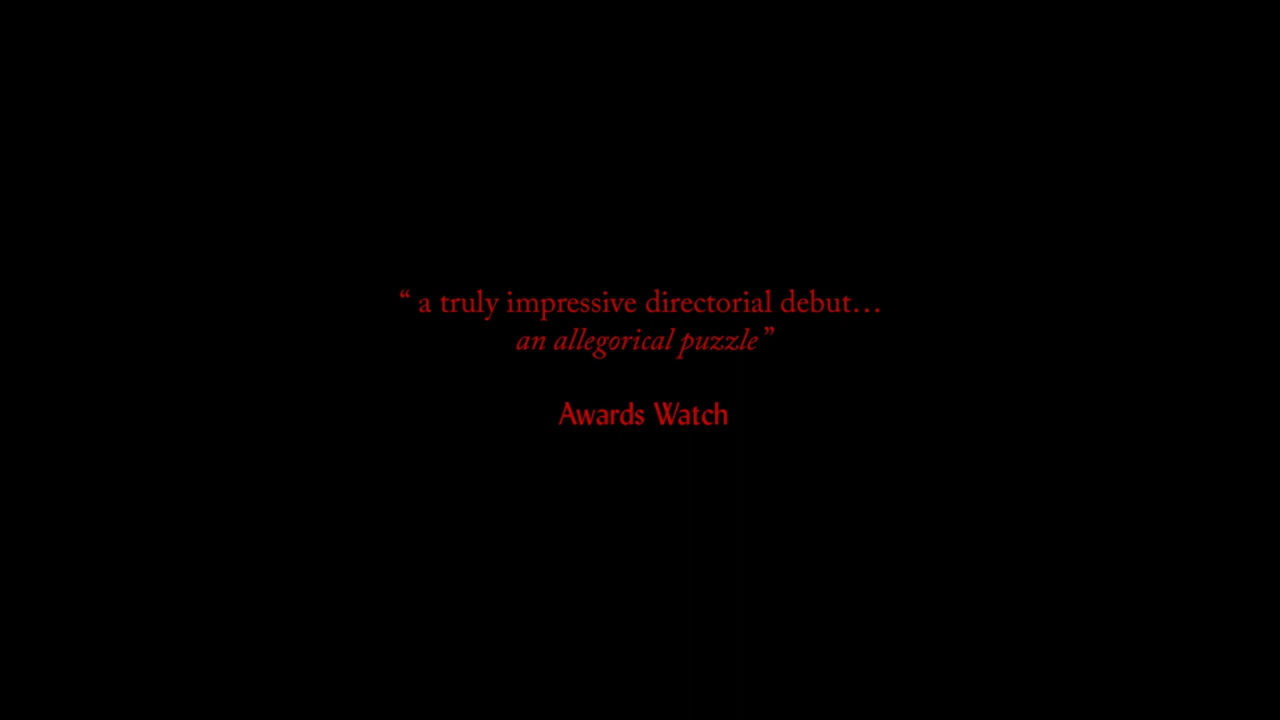 “ a truly impressive directorial debut…
an allegorical puzzle ”
Awards Watch